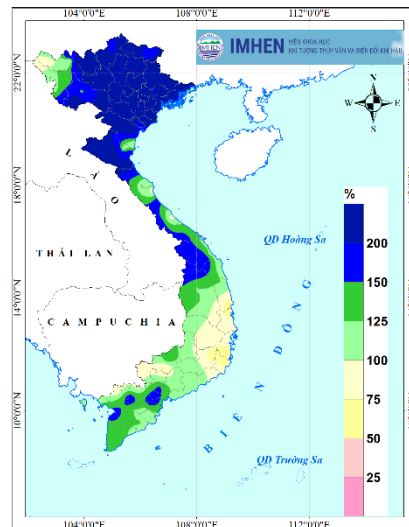 104°0'0"E 108°0'0"E 112°0'0"E
IMHEN VIỆN KHOA HỌC
KHÍ TƯỢNG THỦY VĂN VÀ BIẾN ĐỔI KHÍ HẬU
22°0'0"N
N
W E
S
L À O
18°0'0"N
%
QĐ Hoàng Sa
THÁI LAN
200
150
14°0'0"N
CAMPUCHIA
125
100
BIỂN ĐÔNG
75
10°0'0"N
50
QĐ Trường Sa
25
104°0'0"E 108°0'0"E 112°0'0"E